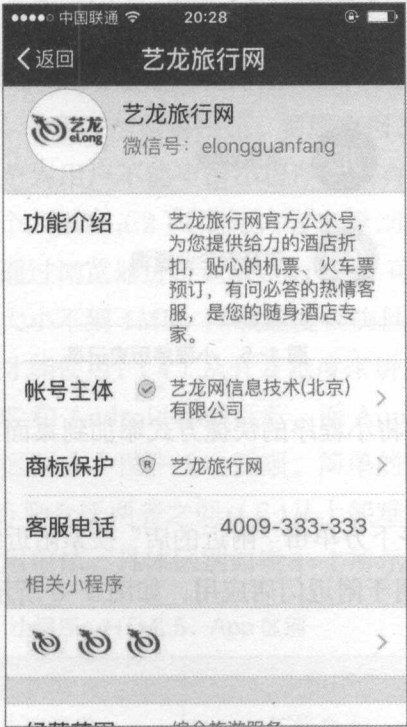 中国联通 20:28
返回 艺龙旅行网
艺龙
eLong
艺龙旅行网
微信号：elongguanfang
功能介绍 艺龙旅行网官方公众号，
为您提供给力的酒店折
扣，贴心的机票、火车票
预订，有问必答的热情客
服，是您的随身酒店专
家。
帐号主体 艺龙网信息技术(北京)
有限公司
商标保护 ® 艺龙旅行网
客服电话 4009-333-333
相关小程序